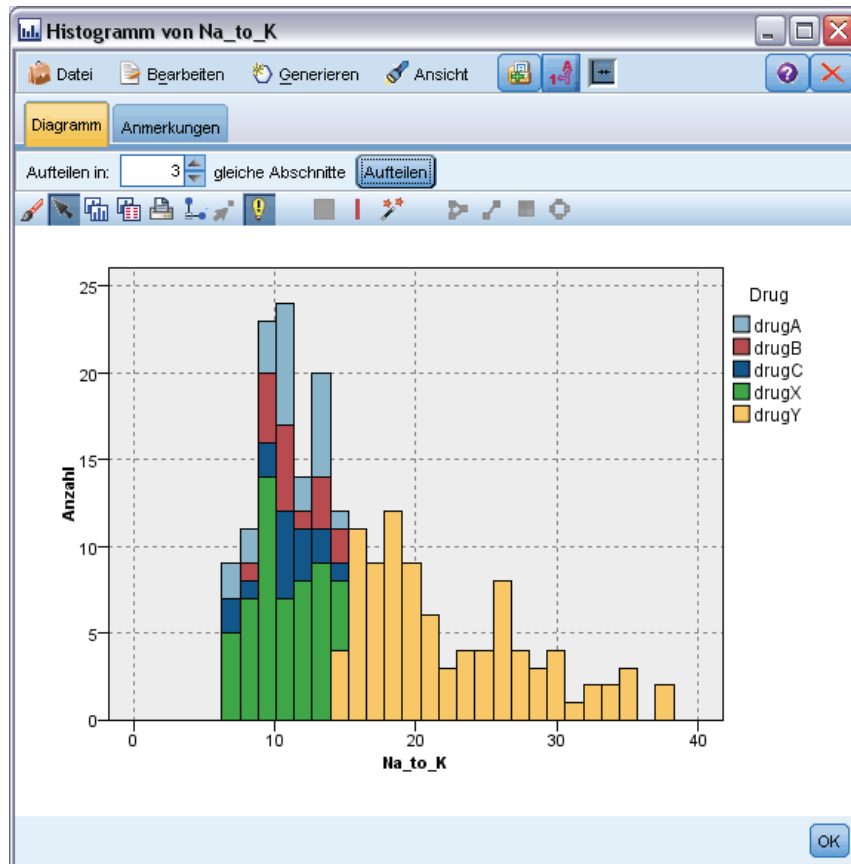 Histogramm von Na_to_K
Datei Bearbeiten Generieren Ansicht
Diagramm Anmerkungen
Aufteilen in: 3 gleiche Abschnitte Aufteilen
Drug
drugA
drugB
drugC
drugX
drugY
25
20
15
10
5
0
Anzahl
0 10 20 30 40
Na_to_K
OK